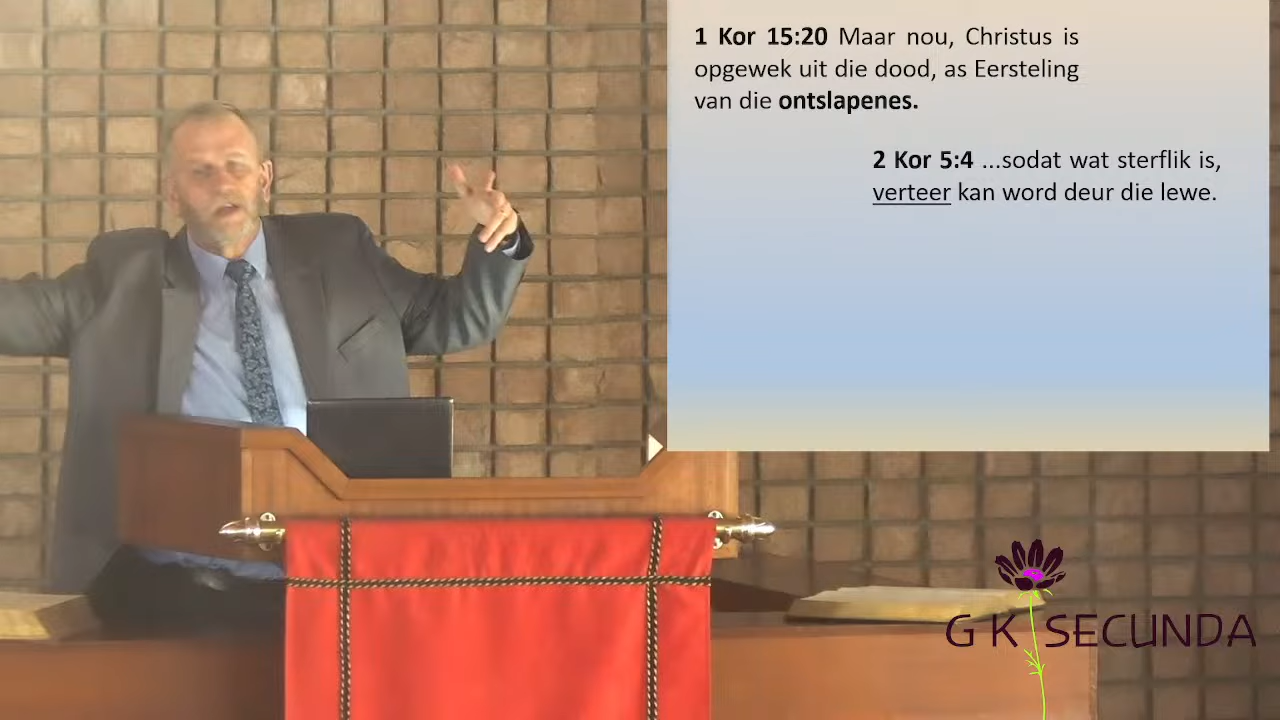 1 Kor 15:20 Maar nou, Christus is
opgewek uit die dood, as Eersteling
van die ontslapenes.
2 Kor 5:4 ...sodat wat sterflik is,
verteer kan word deur die lewe.
G K SECUNDA